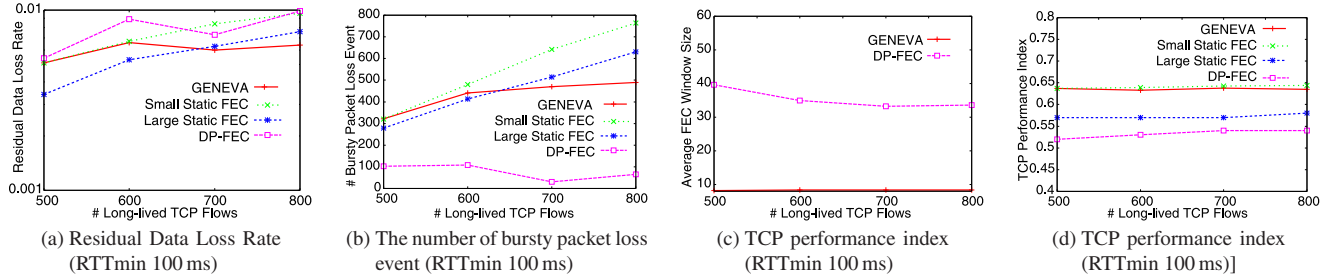 0.01
0.001
Residual Data Loss Rate
GENEVA
Small Static FEC
Large Static FEC
DP-FEC
500 600 700 800
# Long-lived TCP Flows
(a) Residual Data Loss Rate
(RTTmin 100 ms)
800
700
600
500
400
300
200
100
0
# Bursty Packet Loss Event
GENEVA
Small Static FEC
Large Static FEC
DP-FEC
500 600 700 800
# Long-lived TCP Flows
(b) The number of bursty packet loss
event (RTTmin 100 ms)
60
50
40
30
20
10
Average FEC Window Size
GENEVA
DP-FEC
500 600 700 800
# Long-lived TCP Flows
(c) TCP performance index
(RTTmin 100 ms)
0.8
0.75
0.7
0.65
0.6
0.55
0.5
0.45
0.4
TCP Performance Index
GENEVA
Small Static FEC
Large Static FEC
DP-FEC
500 600 700 800
# Long-lived TCP Flows
(d) TCP performance index
(RTTmin 100 ms)]